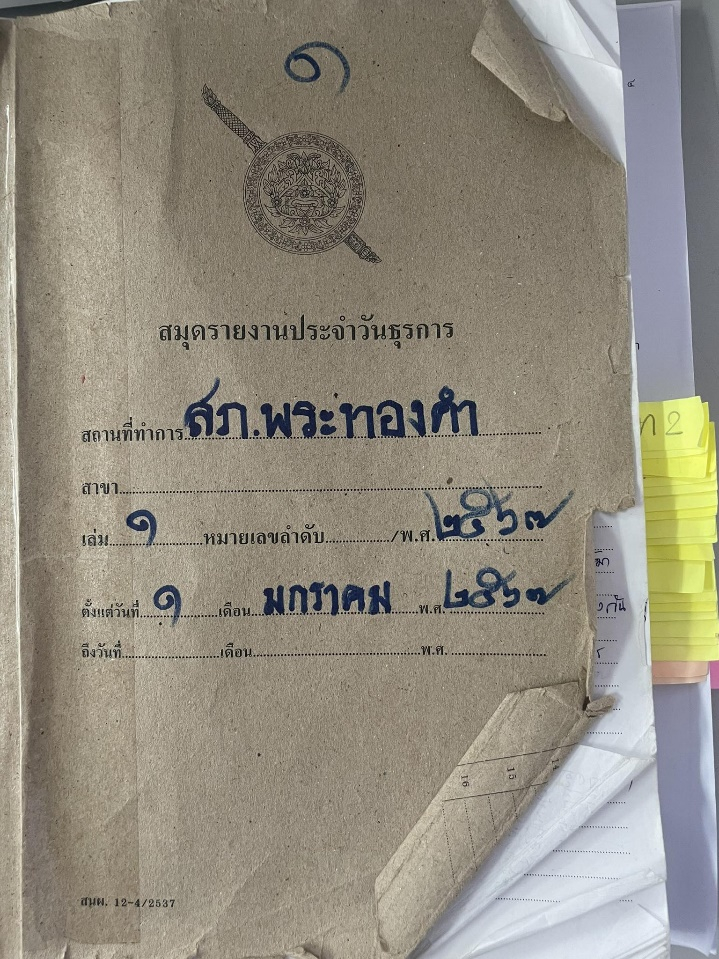 ๑
สมุดรายงานประจำวันธุรการ
สถานที่ทำการ สภ.พระทองคำ
สาขา
เล่ม ๑ หมายเลขลำดับ /พ.ศ. ๒๕๖๗
ตั้งแต่วันที่ ๑ เดือน มกราคม พ.ศ ๒๕๖๗
ถึงวันที่ เดือน พ.ศ.
14
15
16
สนผ. 12-4/2537